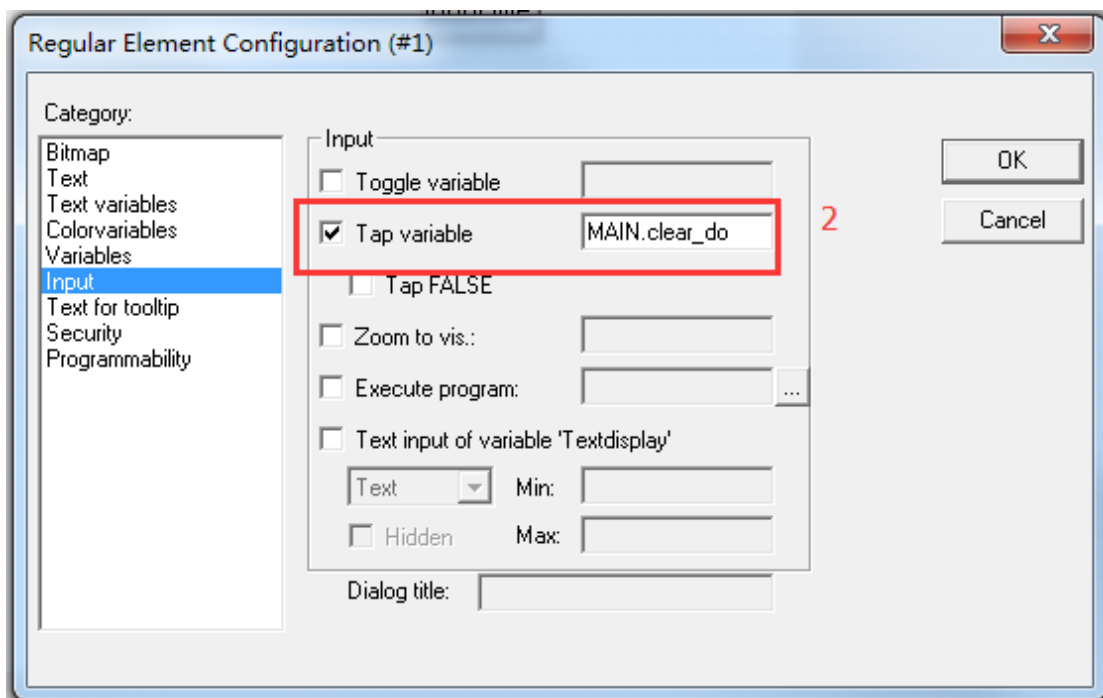 Regular Element Configuration (#1)
Category:
Bitmap
Text
Text variables
Colorvariables
Variables
Input
Text for tooltip
Security
Programmability
Input
Toggle variable
Tap variable MAIN.clear_do
2
Tap FALSE
Zoom to vis.:
Execute program: ...
Text input of variable 'Textdisplay'
Text Min:
Hidden Max:
Dialog title:
OK
Cancel